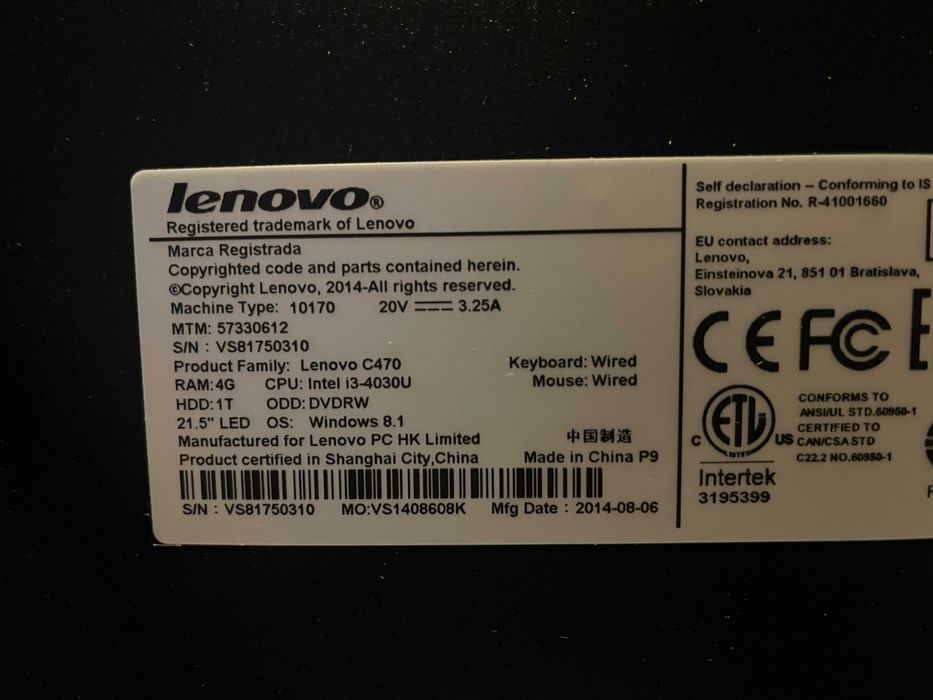 lenovo®
Registered trademark of Lenovo
Marca Registrada
Copyrighted code and parts contained herein.
©Copyright Lenovo, 2014-All rights reserved.
Machine Type: 10170 20V 3.25A
MTM: 57330612
S/N : VS81750310
Product Family: Lenovo C470 Keyboard: Wired
RAM:4G CPU: Intel i3-4030U Mouse: Wired
HDD:1T ODD: DVDRW
21.5" LED OS: Windows 8.1
Manufactured for Lenovo PC HK Limited 中国制造
Product certified in Shanghai City,China Made in China P9
S/N : VS81750310 MO:VS1408608K Mfg Date : 2014-08-06
Self declaration – Conforming to IS
Registration No. R-41001660
EU contact address:
Lenovo,
Einsteinova 21, 851 01 Bratislava,
Slovakia
CE FC
C ETL US
INTERTEK
Intertek
3195399
CONFORMS TO
ANSI/UL STD.60950-1
CERTIFIED TO
CAN/CSA STD
C22.2 NO.60950-1